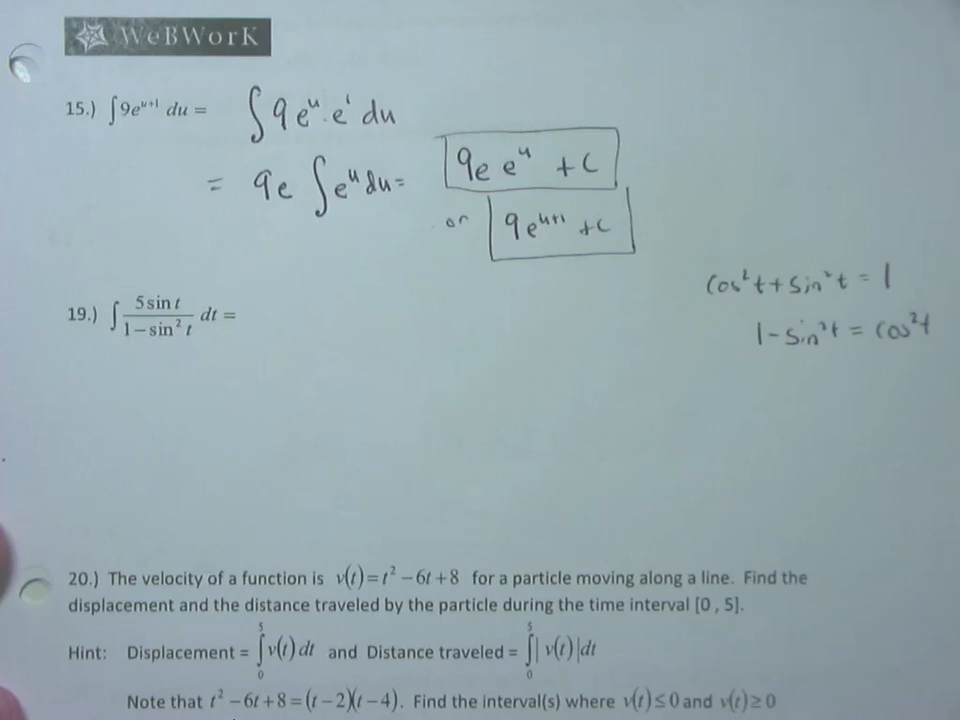 WeBWorK
15.) ∫9e^{u+1} du = ∫ 9e^u · e^1 du
= 9e ∫ e^u du = 9e e^u + C
or 9e^{u+1} + C
cos²t + sin²t = 1
19.) ∫ 5 sin t / (1 − sin² t) dt =
1 − sin²t = cos²t
20.) The velocity of a function is v(t) = t² − 6t + 8 for a particle moving along a line. Find the
displacement and the distance traveled by the particle during the time interval [0 , 5].
Hint: Displacement = ∫₀⁵ v(t) dt and Distance traveled = ∫₀⁵ | v(t) | dt
Note that t² − 6t + 8 = (t − 2)(t − 4). Find the interval(s) where v(t) ≤ 0 and v(t) ≥ 0